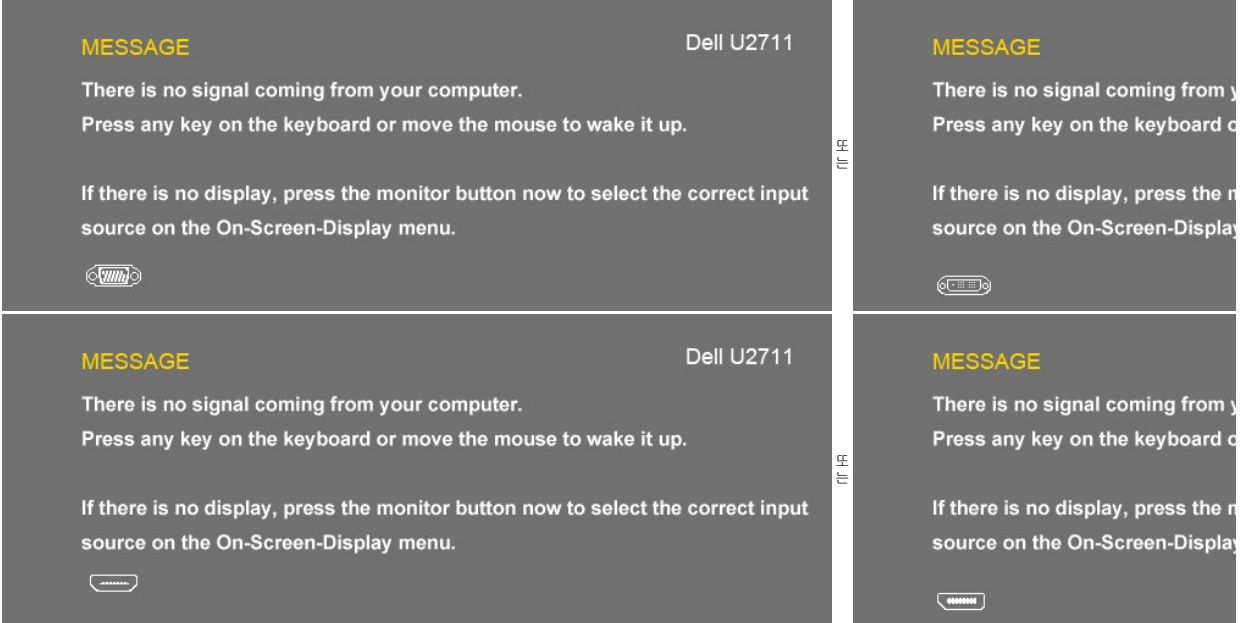 MESSAGE
Dell U2711
There is no signal coming from your computer.
Press any key on the keyboard or move the mouse to wake it up.
If there is no display, press the monitor button now to select the correct input
source on the On-Screen-Display menu.
MESSAGE
There is no signal coming from
Press any key on the keyboard
If there is no display, press the
source on the On-Screen-Display
MESSAGE
Dell U2711
There is no signal coming from your computer.
Press any key on the keyboard or move the mouse to wake it up.
If there is no display, press the monitor button now to select the correct input
source on the On-Screen-Display menu.
MESSAGE
There is no signal coming from
Press any key on the keyboard
If there is no display, press the
source on the On-Screen-Display